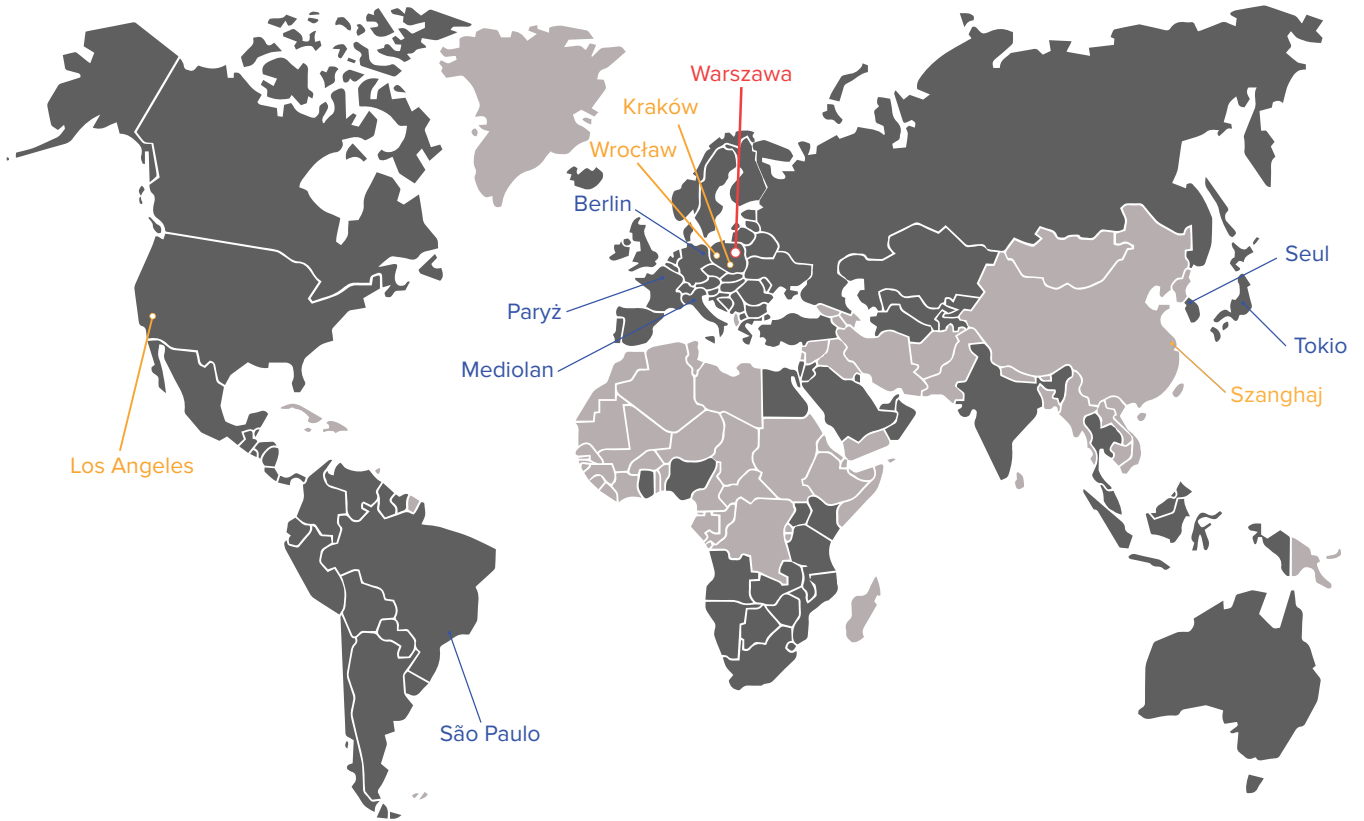 Warszawa
Kraków
Wrocław
Berlin
Seul
Paryż
Tokio
Mediolan
Szanghaj
Los Angeles
São Paulo